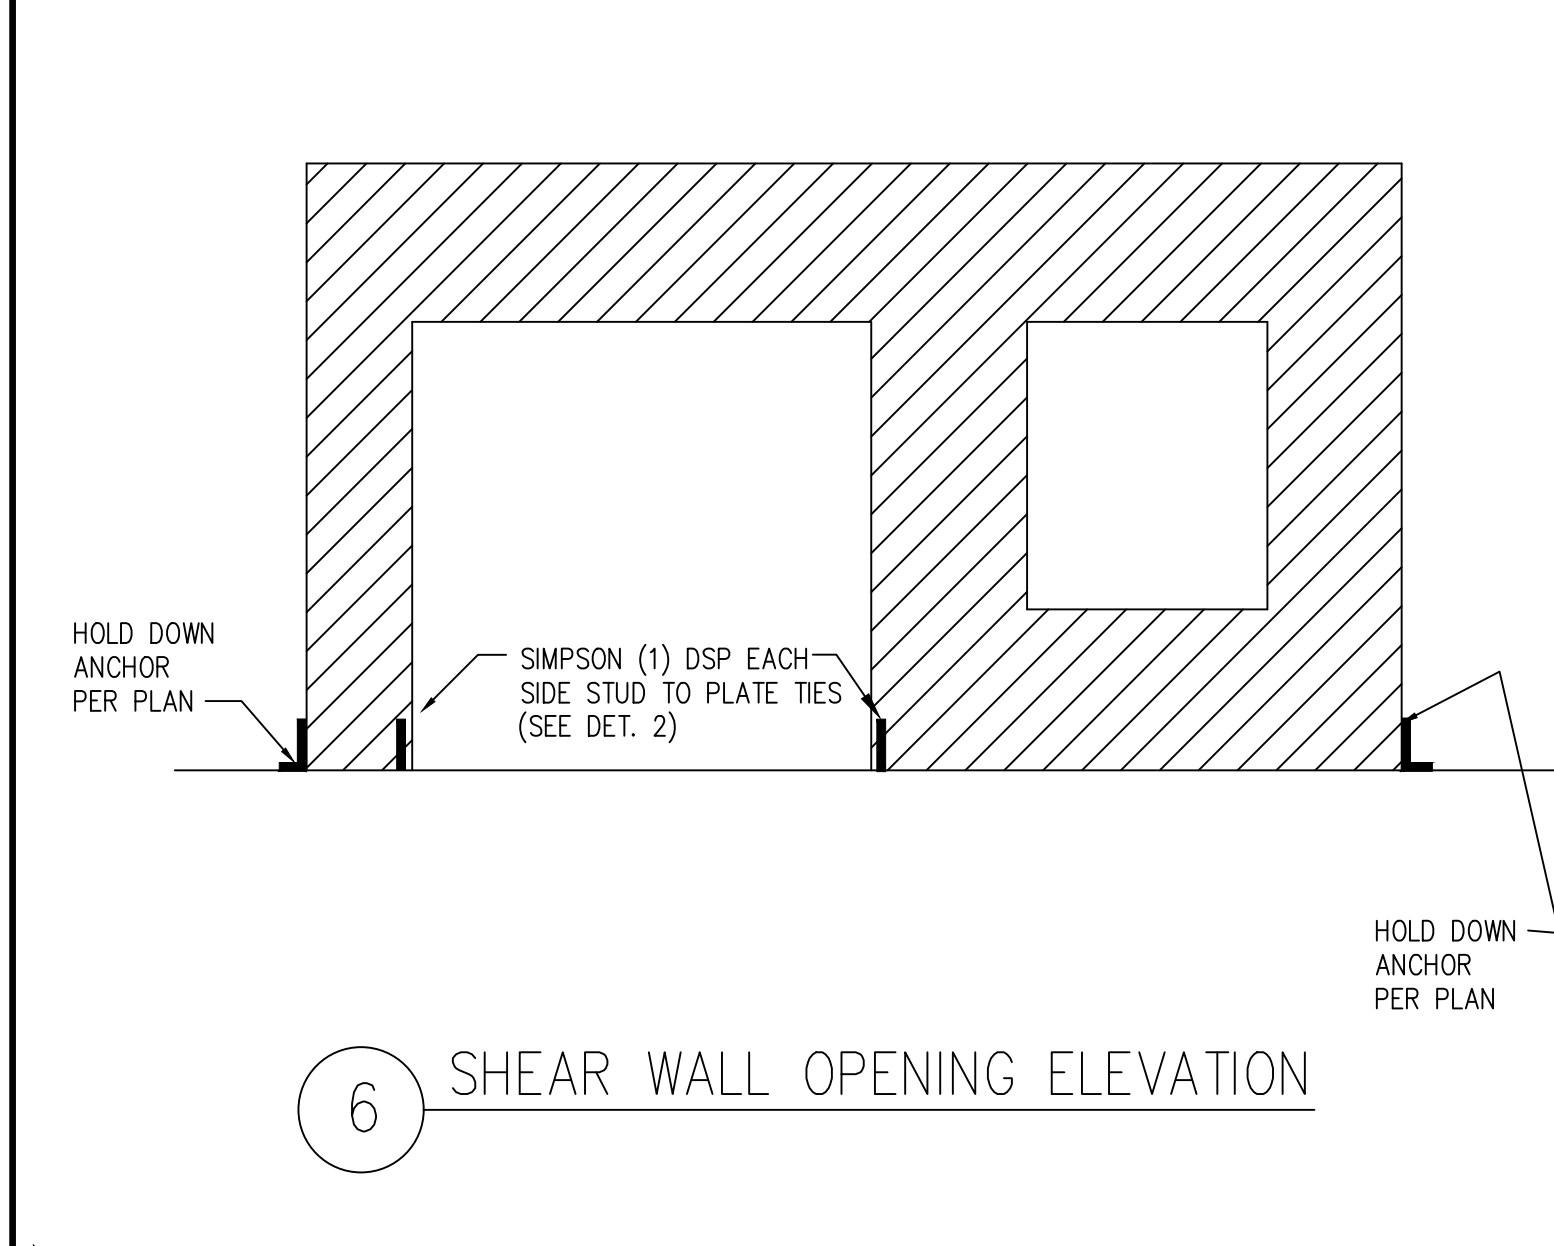 HOLD DOWN
ANCHOR
PER PLAN
SIMPSON (1) DSP EACH
SIDE STUD TO PLATE TIES
(SEE DET. 2)
HOLD DOWN
ANCHOR
PER PLAN
6
SHEAR WALL OPENING ELEVATION